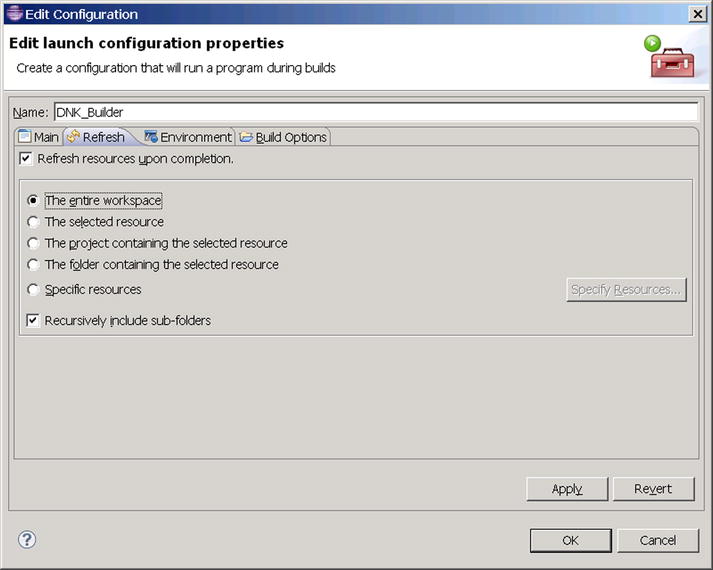 Edit Configuration
Edit launch configuration properties
Create a configuration that will run a program during builds
Name: DNK_Builder
Main Refresh Environment Build Options
Refresh resources upon completion.
The entire workspace
The selected resource
The project containing the selected resource
The folder containing the selected resource
Specific resources Specify Resources...
Recursively include sub-folders
Apply Revert
? OK Cancel